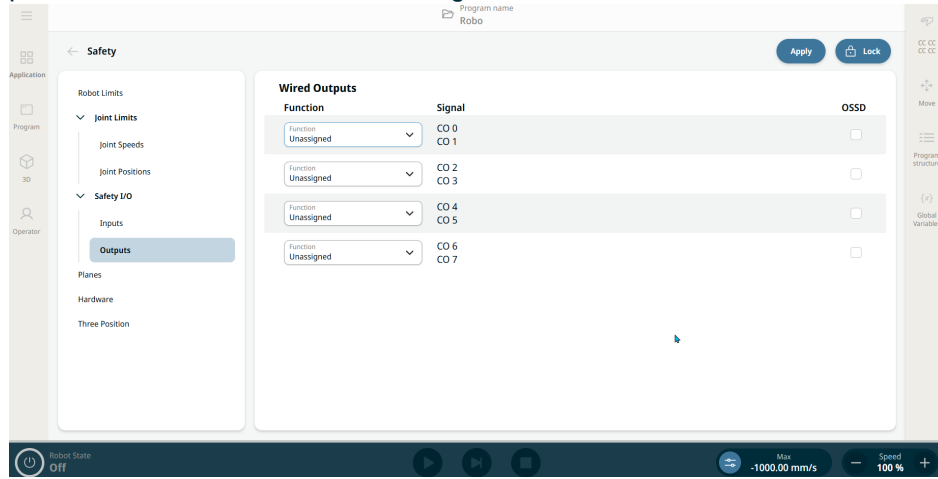 Program name
Robo
CC CC
CC CC
Safety
Apply
Lock
Application
Program
3D
Operator
Robot Limits
Joint Limits
Joint Speeds
Joint Positions
Safety I/O
Inputs
Outputs
Planes
Hardware
Three Position
Wired Outputs
Function
Signal
OSSD
Function
Unassigned
CO 0
CO 1
Function
Unassigned
CO 2
CO 3
Function
Unassigned
CO 4
CO 5
Function
Unassigned
CO 6
CO 7
Move
Program
structure
Global
Variable
Robot State
Off
Max
-1000.00 mm/s
Speed
100 %